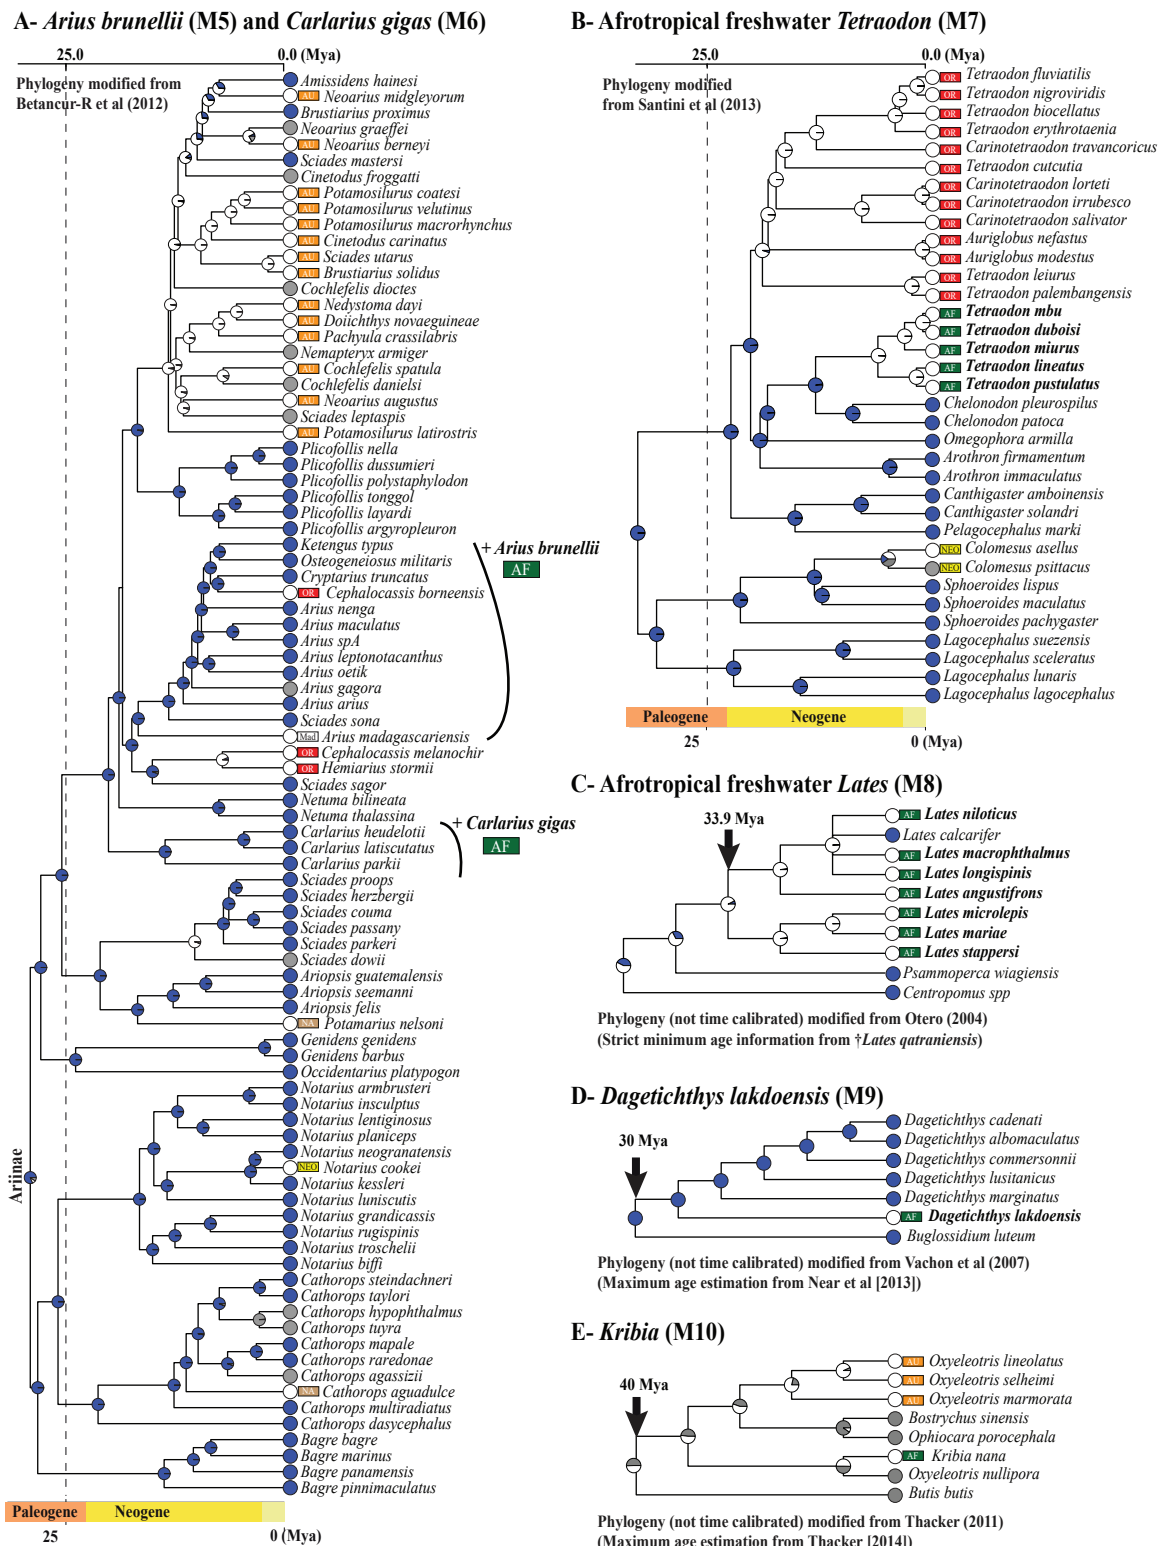 A- Arius brunellii (M5) and Carlarius gigas (M6)
25.0
0.0 (Mya)
Phylogeny modified from
Betancur-R et al (2012)
Amissidens hainesi
AU Neoarius midgleyorum
Brustiarius proximus
Neoarius graeffei
AU Neoarius berneyi
Sciades mastersi
Cinetodus froggatti
AU Potamosilurus coatesi
AU Potamosilurus velutinus
AU Potamosilurus macrorhynchus
AU Cinetodus carinatus
AU Sciades utarus
AU Brustiarius solidus
Cochlefelis dioctes
AU Nedystoma dayi
AU Doiichthys novaeguineae
AU Pachyula crassilabris
Nemapteryx armiger
AU Cochlefelis spatula
Cochlefelis danielsi
AU Neoarius augustus
Sciades leptaspis
AU Potamosilurus latirostris
Plicofollis nella
Plicofollis dussumieri
Plicofollis polystaphylodon
Plicofollis tonggol
Plicofollis layardi
Plicofollis argyropleuron
Ketengus typus
Osteogeneiosus militaris
Cryptarius truncatus
OR Cephalocassis borneensis
Arius nenga
Arius maculatus
Arius spA
Arius leptonotacanthus
Arius oetik
Arius gagora
Arius arius
Sciades sona
Mad Arius madagascariensis
OR Cephalocassis melanochir
OR Hemiarius stormii
Sciades sagor
Netuma bilineata
Netuma thalassina
Carlarius heudelotii
Carlarius latiscutatus
Carlarius parkii
Sciades proops
Sciades herzbergii
Sciades couma
Sciades passany
Sciades parkeri
Sciades dowii
Ariopsis guatemalensis
Ariopsis seemanni
Ariopsis felis
NA Potamarius nelsoni
Genidens genidens
Genidens barbus
Occidentarius platypogon
Notarius armbrusteri
Notarius insculptus
Notarius lentiginosus
Notarius planiceps
Notarius neogranatensis
NEO Notarius cookei
Notarius kessleri
Notarius luniscutis
Notarius grandicassis
Notarius rugispinis
Notarius troschelii
Notarius biffi
Cathorops steindachneri
Cathorops taylori
Cathorops hypophthalmus
Cathorops tuyra
Cathorops mapale
Cathorops raredonae
Cathorops agassizii
NA Cathorops aguadulce
Cathorops multiradiatus
Cathorops dasycephalus
Bagre bagre
Bagre marinus
Bagre panamensis
Bagre pinnimaculatus
+ Arius brunellii
AF
+ Carlarius gigas
AF
Ariinae
Paleogene
Neogene
25
0 (Mya)
B- Afrotropical freshwater Tetraodon (M7)
25.0
0.0 (Mya)
Phylogeny modified
from Santini et al (2013)
OR Tetraodon fluviatilis
OR Tetraodon nigroviridis
OR Tetraodon biocellatus
OR Tetraodon erythrotaenia
OR Carinotetraodon travancoricus
OR Tetraodon cutcutia
OR Carinotetraodon lorteti
OR Carinotetraodon irrubesco
OR Carinotetraodon salivator
OR Auriglobus nefastus
OR Auriglobus modestus
OR Tetraodon leiurus
OR Tetraodon palembangensis
AF Tetraodon mbu
AF Tetraodon duboisi
AF Tetraodon miurus
AF Tetraodon lineatus
AF Tetraodon pustulatus
Chelonodon pleurospilus
Chelonodon patoca
Omegophora armilla
Arothron firmamentum
Arothron immaculatus
Canthigaster amboinensis
Canthigaster solandri
Pelagocephalus marki
NEO Colomesus asellus
NEO Colomesus psittacus
Sphoeroides lispus
Sphoeroides maculatus
Sphoeroides pachygaster
Lagocephalus suezensis
Lagocephalus sceleratus
Lagocephalus lunaris
Lagocephalus lagocephalus
Paleogene
Neogene
25
0 (Mya)
C- Afrotropical freshwater Lates (M8)
33.9 Mya
AF Lates niloticus
Lates calcarifer
AF Lates macrophthalmus
AF Lates longispinis
AF Lates angustifrons
AF Lates microlepis
AF Lates mariae
AF Lates stappersi
Psammoperca wiagiensis
Centropomus spp
Phylogeny (not time calibrated) modified from Otero (2004)
(Strict minimum age information from †Lates qatraniensis)
D- Dagetichthys lakdoensis (M9)
30 Mya
Dagetichthys cadenati
Dagetichthys albomaculatus
Dagetichthys commersonnii
Dagetichthys lusitanicus
Dagetichthys marginatus
AF Dagetichthys lakdoensis
Buglossidium luteum
Phylogeny (not time calibrated) modified from Vachon et al (2007)
(Maximum age estimation from Near et al [2013])
E- Kribia (M10)
40 Mya
AU Oxyeleotris lineolatus
AU Oxyeleotris selheimi
AU Oxyeleotris marmorata
Bostrychus sinensis
Ophiocara porocephala
AF Kribia nana
Oxyeleotris nullipora
Butis butis
Phylogeny (not time calibrated) modified from Thacker (2011)
(Maximum age estimation from Thacker [2014])